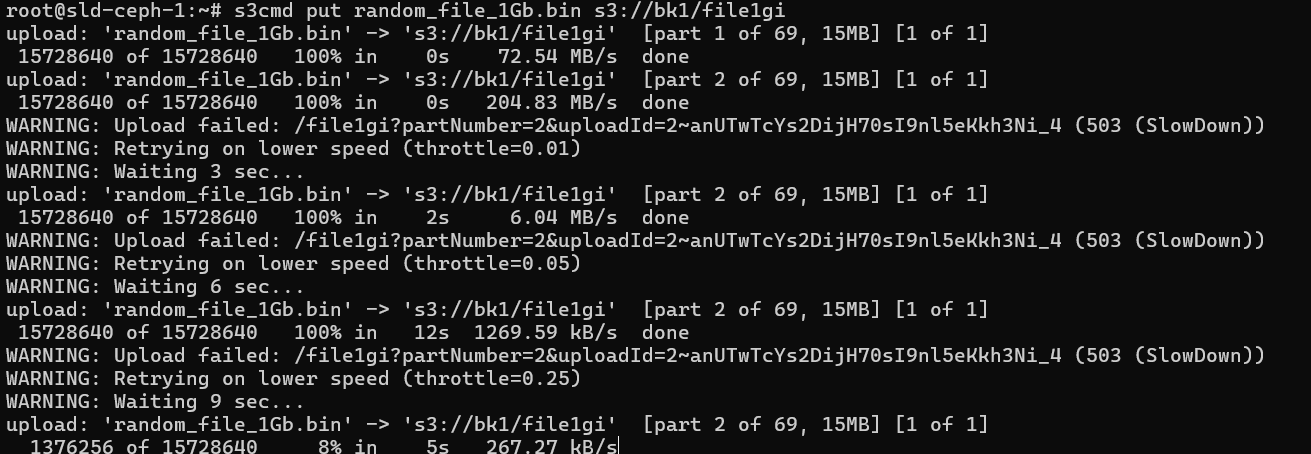 root@sld-ceph-1:~# s3cmd put random_file_1Gb.bin s3://bk1/file1gi
upload: 'random_file_1Gb.bin' -> 's3://bk1/file1gi'  [part 1 of 69, 15MB] [1 of 1]
 15728640 of 15728640   100% in    0s    72.54 MB/s  done
upload: 'random_file_1Gb.bin' -> 's3://bk1/file1gi'  [part 2 of 69, 15MB] [1 of 1]
 15728640 of 15728640   100% in    0s   204.83 MB/s  done
WARNING: Upload failed: /file1gi?partNumber=2&uploadId=2~anUTwTcYs2DijH70sI9nl5eKkh3Ni_4 (503 (SlowDown))
WARNING: Retrying on lower speed (throttle=0.01)
WARNING: Waiting 3 sec...
upload: 'random_file_1Gb.bin' -> 's3://bk1/file1gi'  [part 2 of 69, 15MB] [1 of 1]
 15728640 of 15728640   100% in    2s     6.04 MB/s  done
WARNING: Upload failed: /file1gi?partNumber=2&uploadId=2~anUTwTcYs2DijH70sI9nl5eKkh3Ni_4 (503 (SlowDown))
WARNING: Retrying on lower speed (throttle=0.05)
WARNING: Waiting 6 sec...
upload: 'random_file_1Gb.bin' -> 's3://bk1/file1gi'  [part 2 of 69, 15MB] [1 of 1]
 15728640 of 15728640   100% in   12s  1269.59 kB/s  done
WARNING: Upload failed: /file1gi?partNumber=2&uploadId=2~anUTwTcYs2DijH70sI9nl5eKkh3Ni_4 (503 (SlowDown))
WARNING: Retrying on lower speed (throttle=0.25)
WARNING: Waiting 9 sec...
upload: 'random_file_1Gb.bin' -> 's3://bk1/file1gi'  [part 2 of 69, 15MB] [1 of 1]
  1376256 of 15728640     8% in    5s   267.27 kB/s